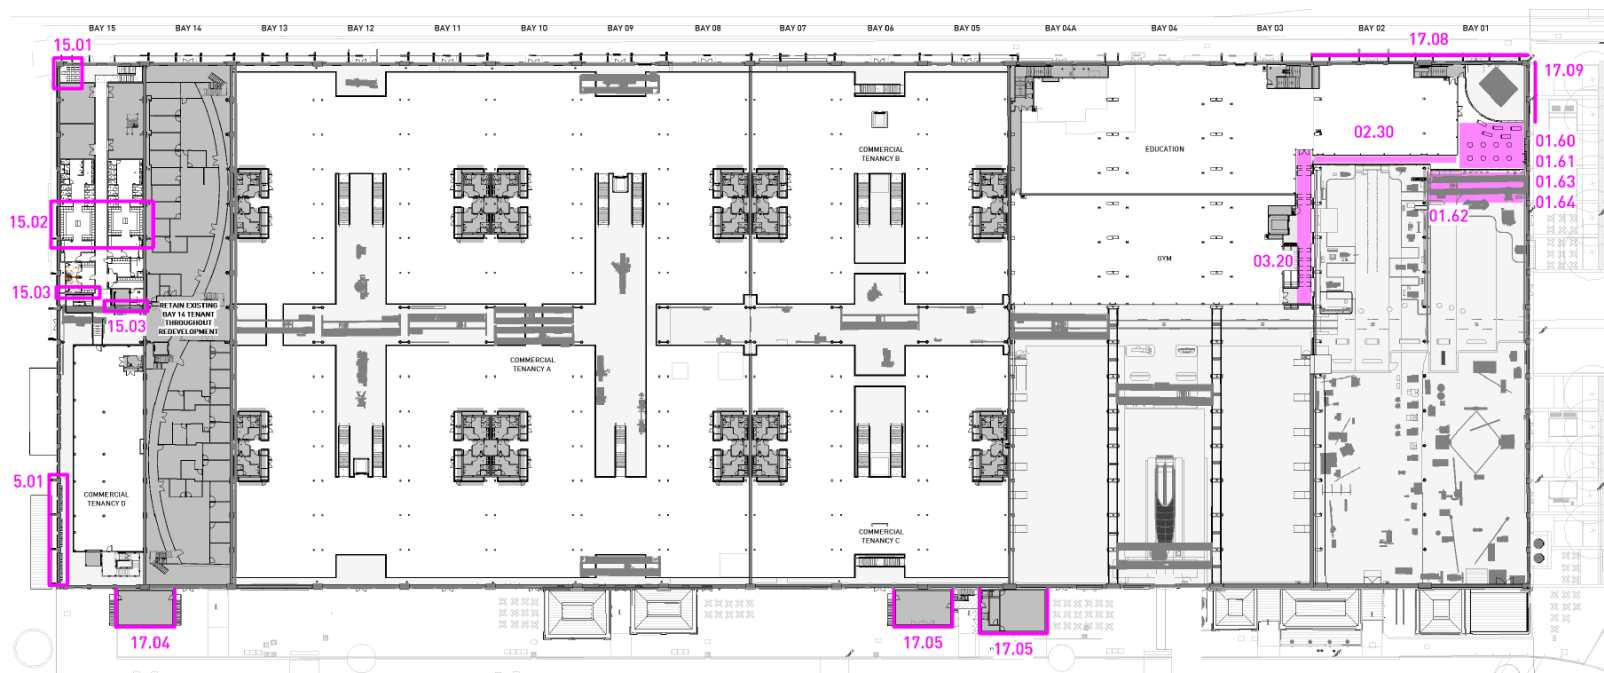 BAY 15
BAY 14
BAY 13
BAY 12
BAY 11
BAY 10
BAY 09
BAY 08
BAY 07
BAY 06
BAY 05
BAY 04A
BAY 04
BAY 03
BAY 02
BAY 01
15.01
17.08
17.09
02.30
01.60
01.61
01.63
01.64
01.62
COMMERCIAL
TENANCY B
EDUCATION
15.02
GYM
03.20
15.03
15.03
RETAIN EXISTING
BAY 14 TENANT
THROUGHOUT
REDEVELOPMENT
COMMERCIAL
TENANCY A
5.01
COMMERCIAL
TENANCY D
COMMERCIAL
TENANCY C
17.04
17.05
17.05